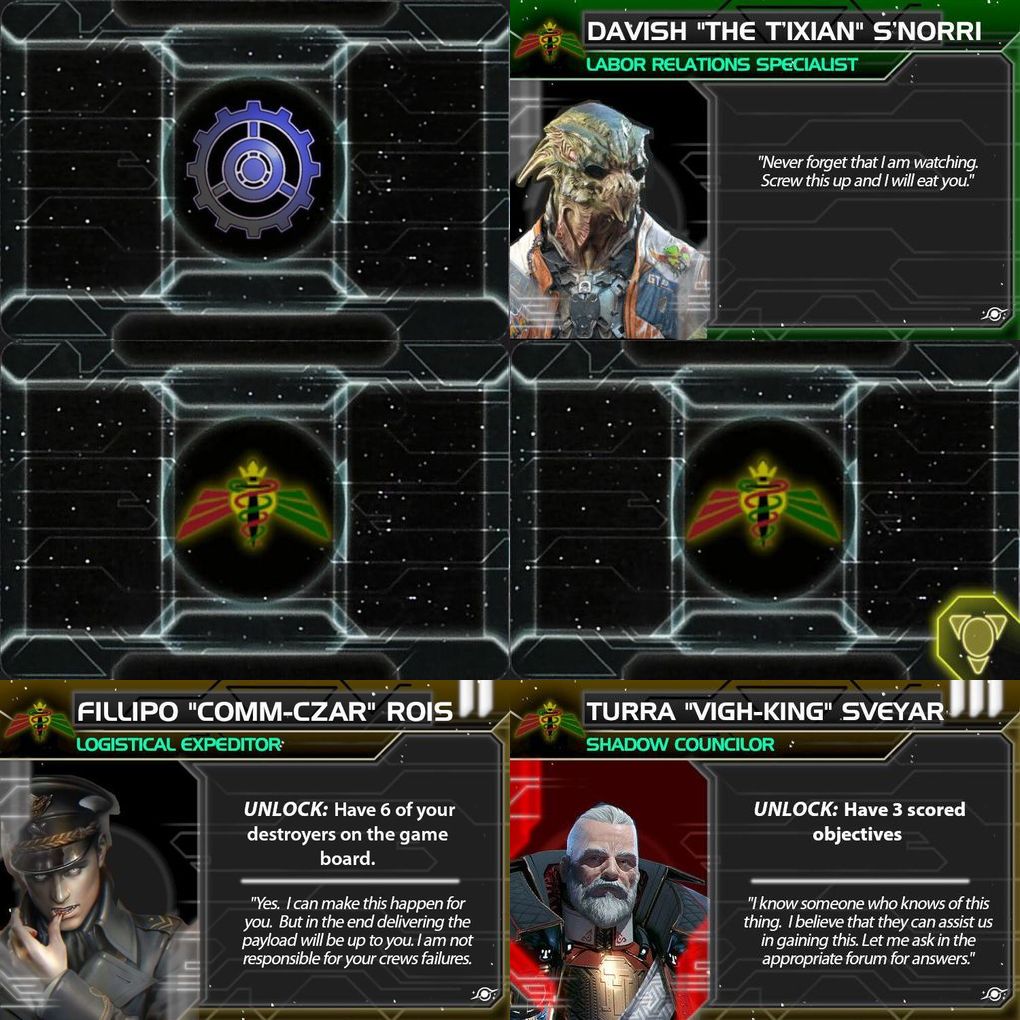 DAVISH "THE T'IXIAN" S'NORRI
LABOR RELATIONS SPECIALIST
"Never forget that I am watching.
Screw this up and I will eat you."
FILLIPO "COMM-CZAR" ROIS
LOGISTICAL EXPEDITOR
UNLOCK: Have 6 of your
destroyers on the game
board.
"Yes. I can make this happen for
you. But in the end delivering the
payload will be up to you. I am not
responsible for your crews failures.
TURRA "VIGH-KING" SVEYAR
SHADOW COUNCILOR
UNLOCK: Have 3 scored
objectives
"I know someone who knows of this
thing. I believe that they can assist us
in gaining this. Let me ask in the
appropriate forum for answers."